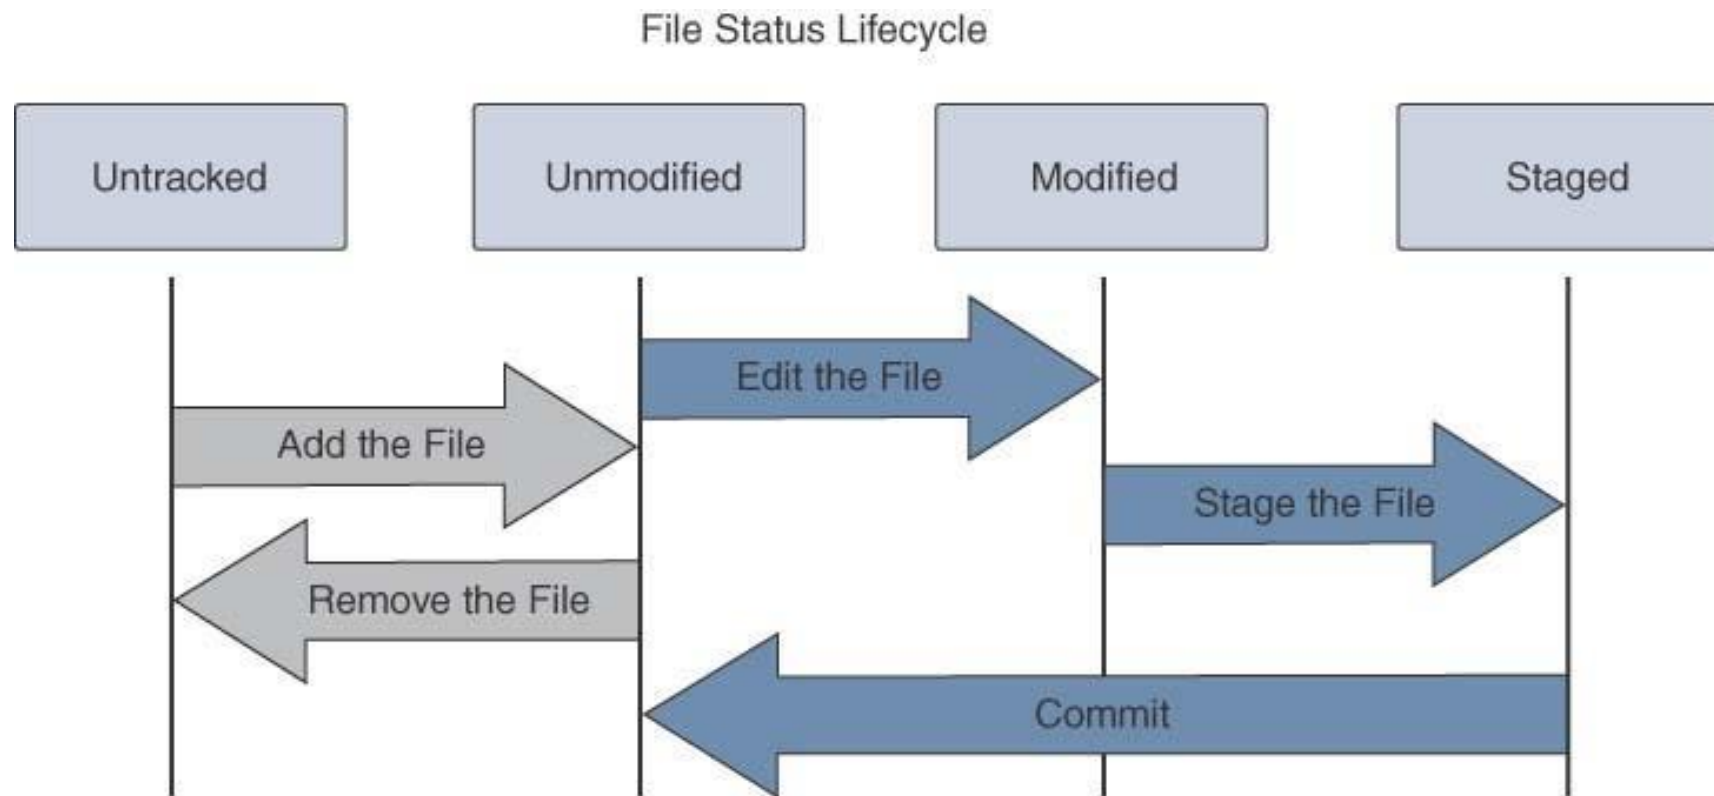 File Status Lifecycle
Untracked
Unmodified
Modified
Staged
Edit the File
Add the File
Stage the File
Remove the File
Commit